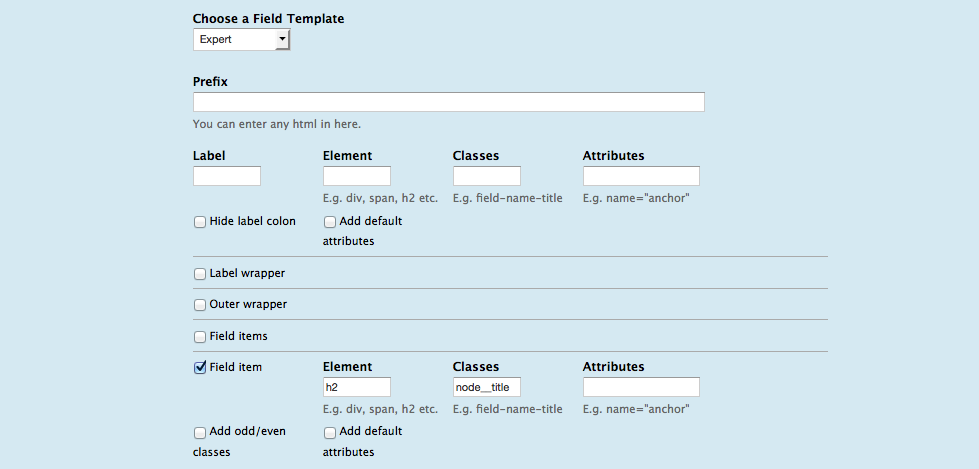 Choose a Field Template
Expert
Prefix
You can enter any html in here.
Label Element Classes Attributes
E.g. div, span, h2 etc. E.g. field-name-title E.g. name="anchor"
Hide label colon Add default
attributes
Label wrapper
Outer wrapper
Field items
Field item Element Classes Attributes
h2 node__title
E.g. div, span, h2 etc. E.g. field-name-title E.g. name="anchor"
Add odd/even Add default
classes attributes